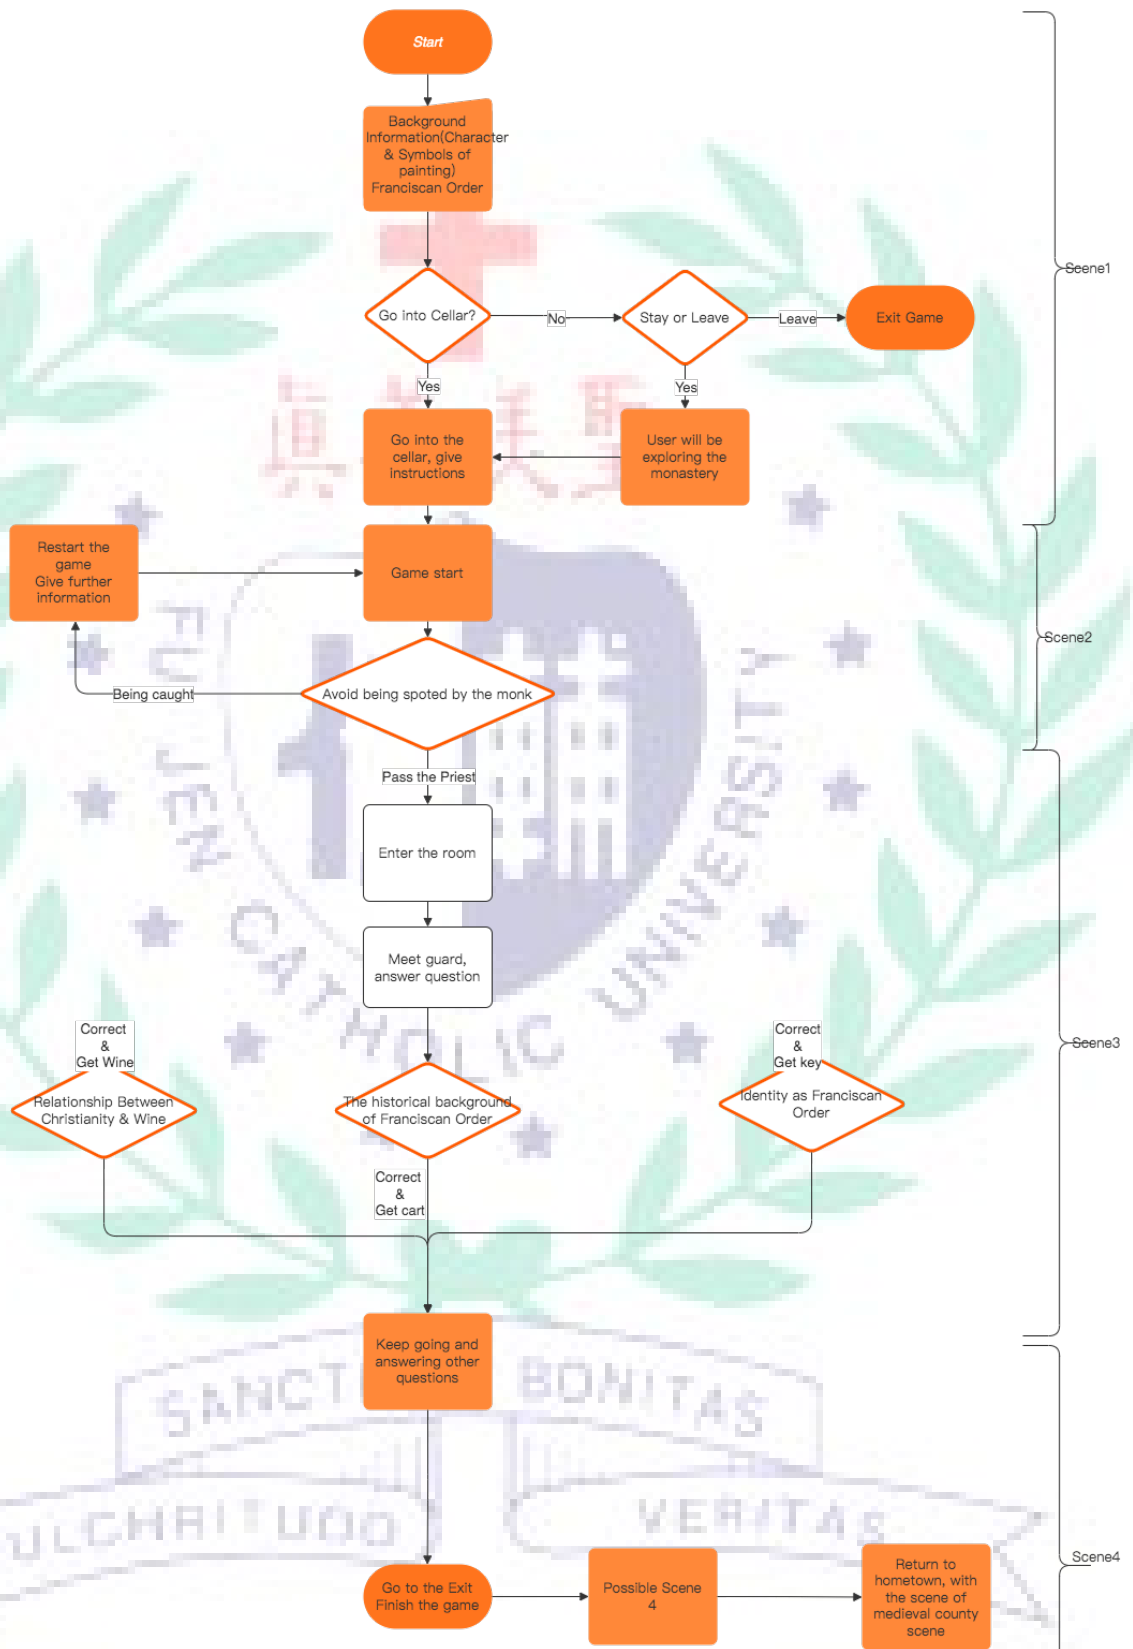 Start
Background
Information(Character
& Symbols of
painting)
Franciscan Order
Go into Cellar?
No
Stay or Leave
Leave
Exit Game
Scene1
Yes
Yes
Go into the
cellar, give
instructions
User will be
exploring the
monastery
Restart the
game
Give further
information
Game start
Scene2
Being caught
Avoid being spoted by the monk
Pass the Priest
Enter the room
Meet guard,
answer question
Correct
&
Get Wine
Correct
&
Get key
Scene3
Relationship Between
Christianity & Wine
The historical background
of Franciscan Order
Identity as Franciscan
Order
Correct
&
Get cart
Keep going and
answering other
questions
Go to the Exit
Finish the game
Possible Scene
4
Return to
hometown, with
the scene of
medieval county
scene
Scene4
FU JEN CATHOLIC UNIVERSITY
BONITAS
VERITAS